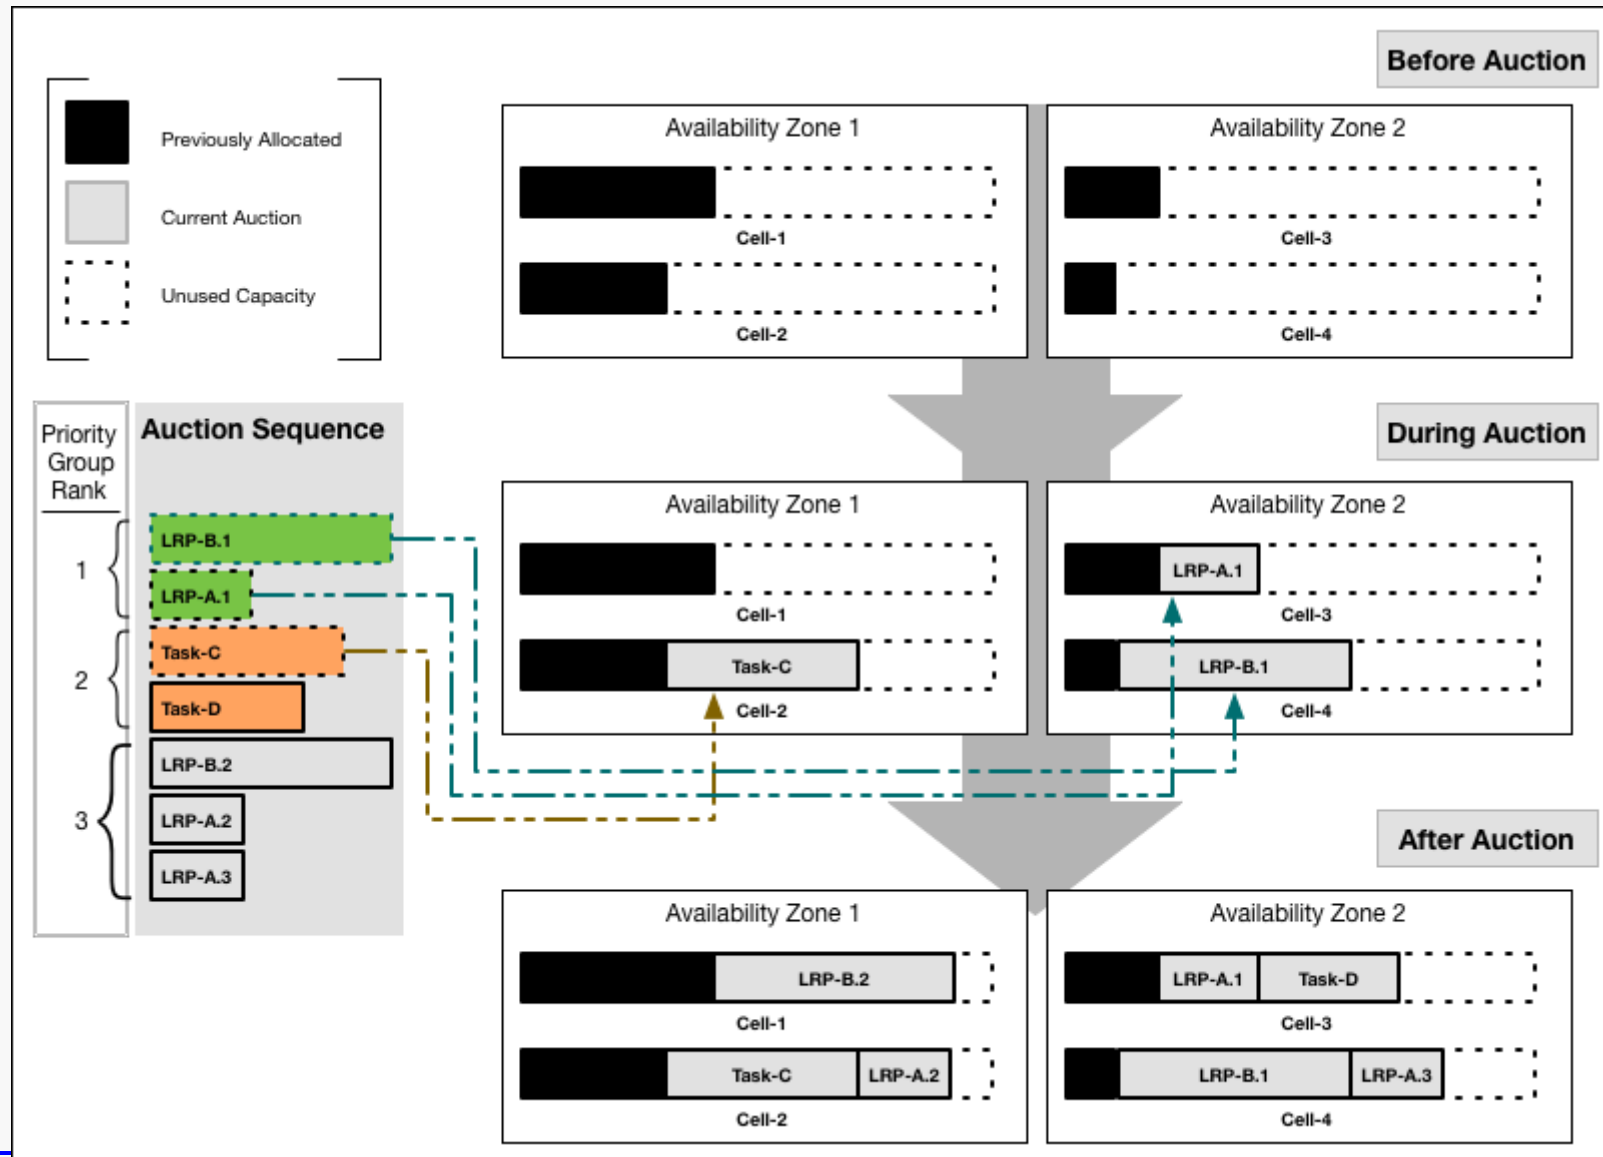 Before Auction
Previously Allocated
Current Auction
Unused Capacity
Availability Zone 1
Cell-1
Cell-2
Availability Zone 2
Cell-3
Cell-4
Priority
Group
Rank
1
2
3
Auction Sequence
LRP-B.1
LRP-A.1
Task-C
Task-D
LRP-B.2
LRP-A.2
LRP-A.3
During Auction
Availability Zone 1
Cell-1
Task-C
Cell-2
Availability Zone 2
LRP-A.1
Cell-3
LRP-B.1
Cell-4
After Auction
Availability Zone 1
LRP-B.2
Cell-1
Task-C LRP-A.2
Cell-2
Availability Zone 2
LRP-A.1 Task-D
Cell-3
LRP-B.1 LRP-A.3
Cell-4